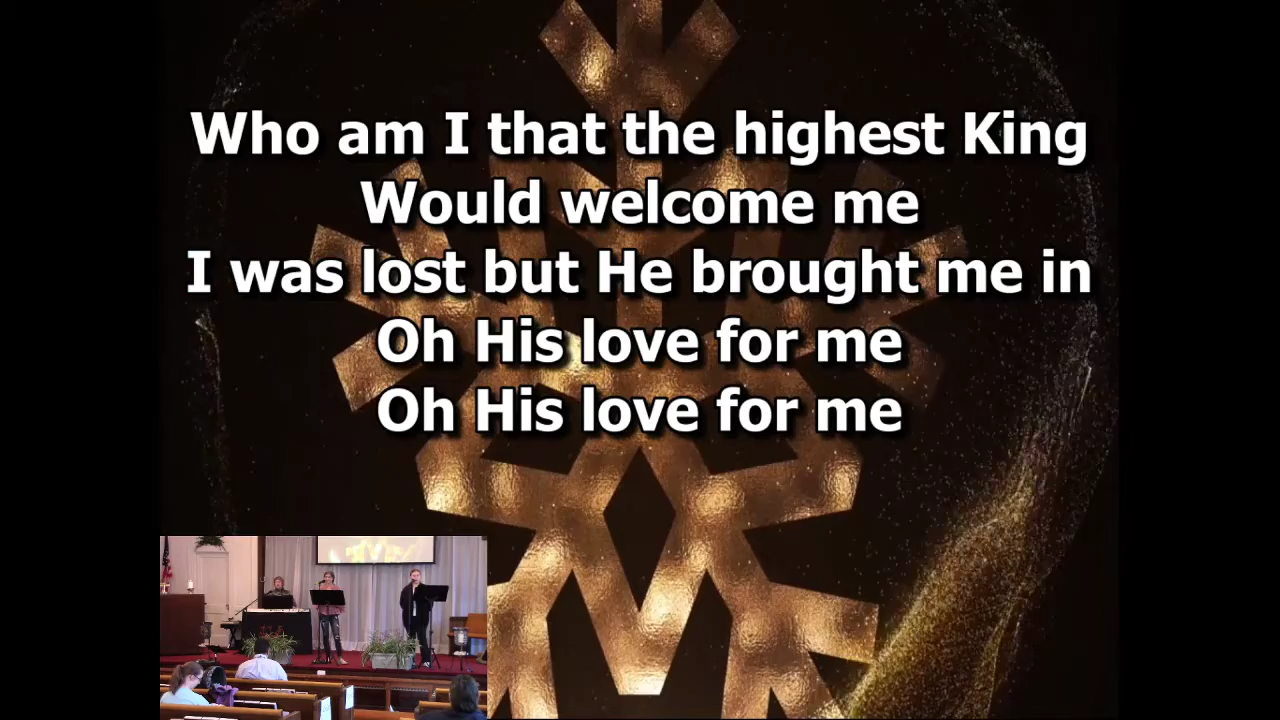 Who am I that the highest King
Would welcome me
I was lost but He brought me in
Oh His love for me
Oh His love for me